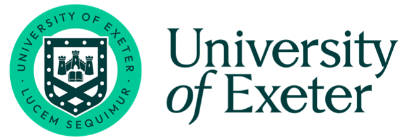 · UNIVERSITY OF EXETER ·
LUCEM SEQUIMUR
University
of Exeter